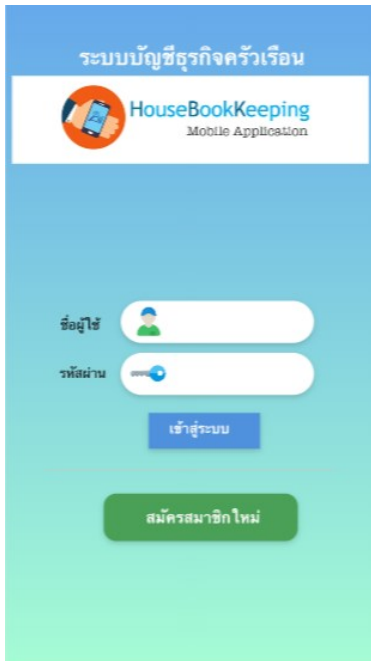 ระบบบัญชีธุรกิจครัวเรือน
HouseBookKeeping
Mobile Application
ชื่อผู้ใช้
รหัสผ่าน
เข้าสู่ระบบ
สมัครสมาชิกใหม่